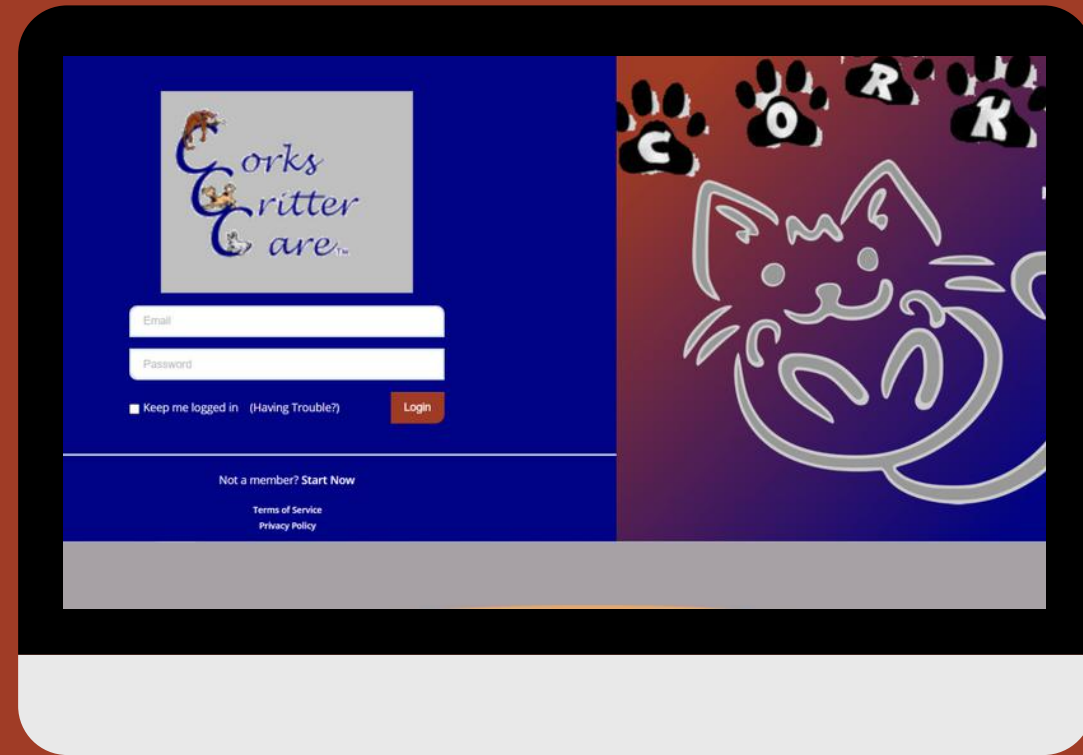 Corks
Critter
Care™
Email
Password
Keep me logged in (Having Trouble?)
Login
Not a member? Start Now
Terms of Service
Privacy Policy
C O R K